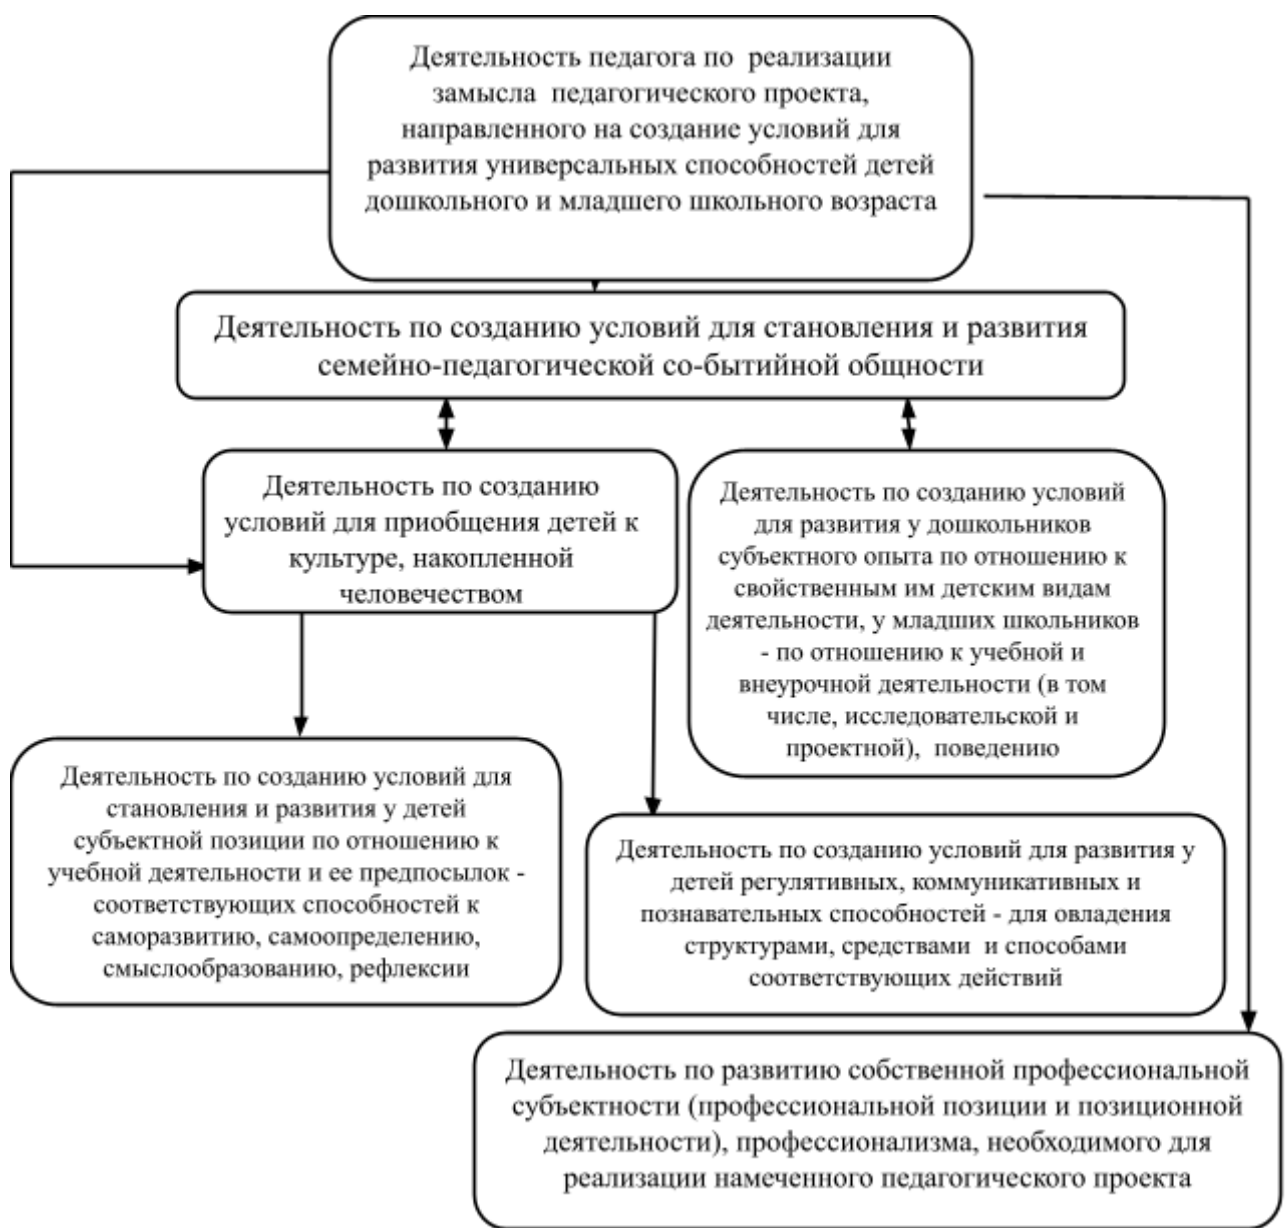 Деятельность педагога по реализации
замысла педагогического проекта,
направленного на создание условий для
развития универсальных способностей детей
дошкольного и младшего школьного возраста
Деятельность по созданию условий для становления и развития
семейно-педагогической со-бытийной общности
Деятельность по созданию
условий для приобщения детей к
культуре, накопленной
человечеством
Деятельность по созданию условий
для развития у дошкольников
субъектного опыта по отношению к
свойственным им детским видам
деятельности, у младших школьников
- по отношению к учебной и
внеурочной деятельности (в том
числе, исследовательской и
проектной), поведению
Деятельность по созданию условий для
становления и развития у детей
субъектной позиции по отношению к
учебной деятельности и ее предпосылок -
соответствующих способностей к
саморазвитию, самоопределению,
смыслообразованию, рефлексии
Деятельность по созданию условий для развития у
детей регулятивных, коммуникативных и
познавательных способностей - для овладения
структурами, средствами и способами
соответствующих действий
Деятельность по развитию собственной профессиональной
субъектности (профессиональной позиции и позиционной
деятельности), профессионализма, необходимого для
реализации намеченного педагогического проекта